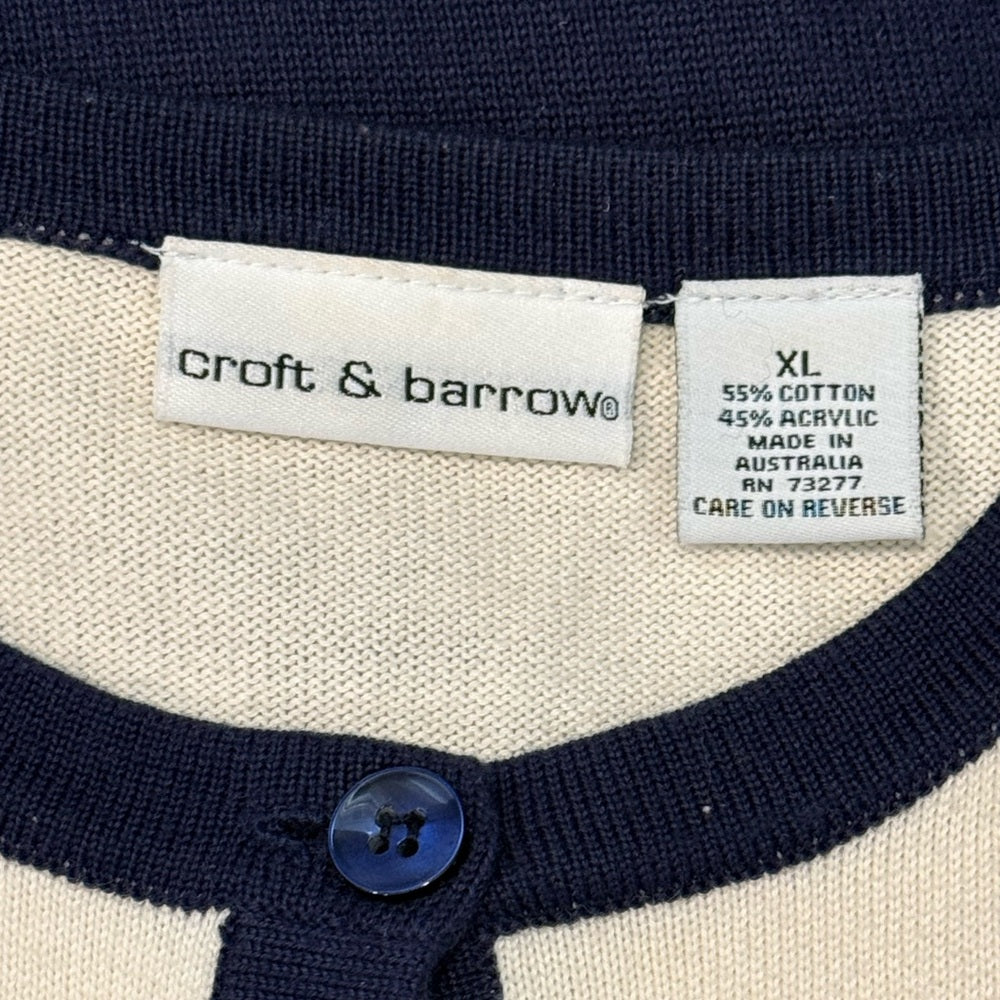 croft & barrow®
XL
55% COTTON
45% ACRYLIC
MADE IN
AUSTRALIA
RN 73277
CARE ON REVERSE